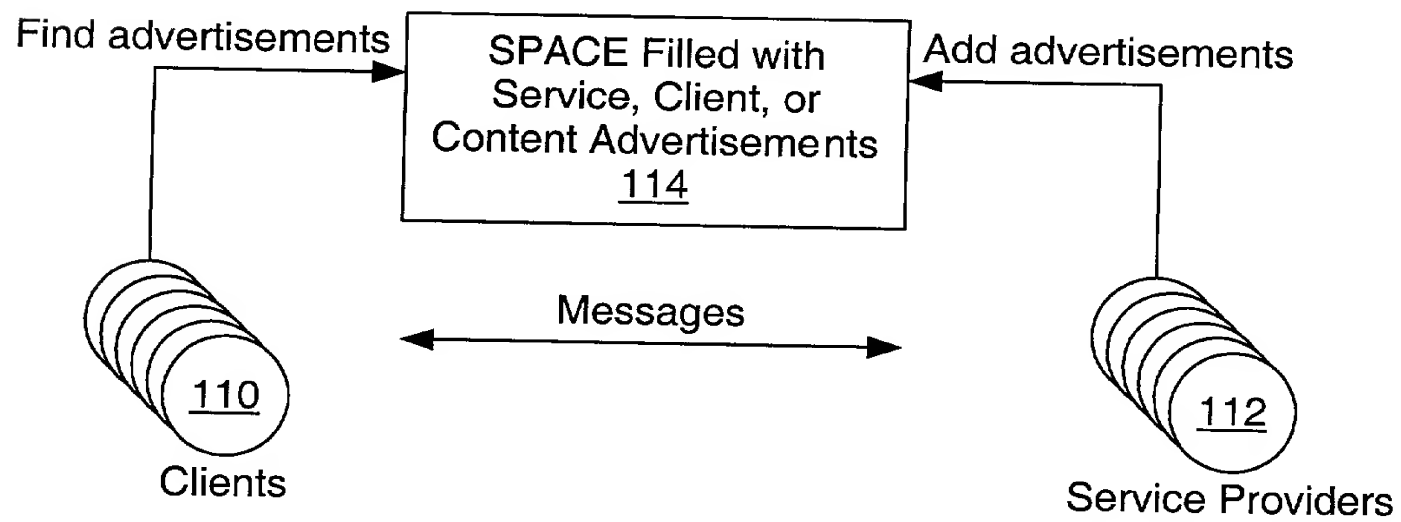 Find advertisements
SPACE Filled with
Service, Client, or
Content Advertisements
114
Add advertisements
Messages
110
Clients
112
Service Providers